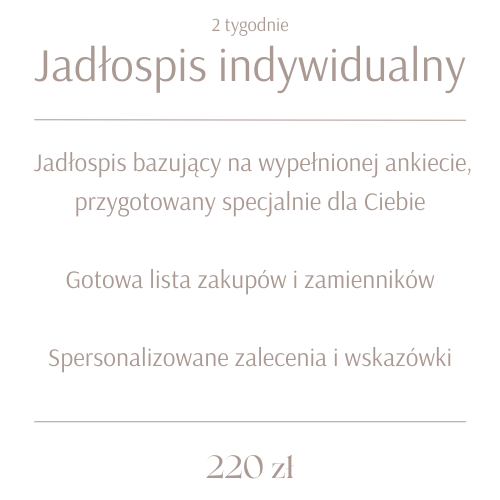 2 tygodnie
Jadłospis indywidualny
Jadłospis bazujący na wypełnionej ankiecie,
przygotowany specjalnie dla Ciebie
Gotowa lista zakupów i zamienników
Spersonalizowane zalecenia i wskazówki
220 zł